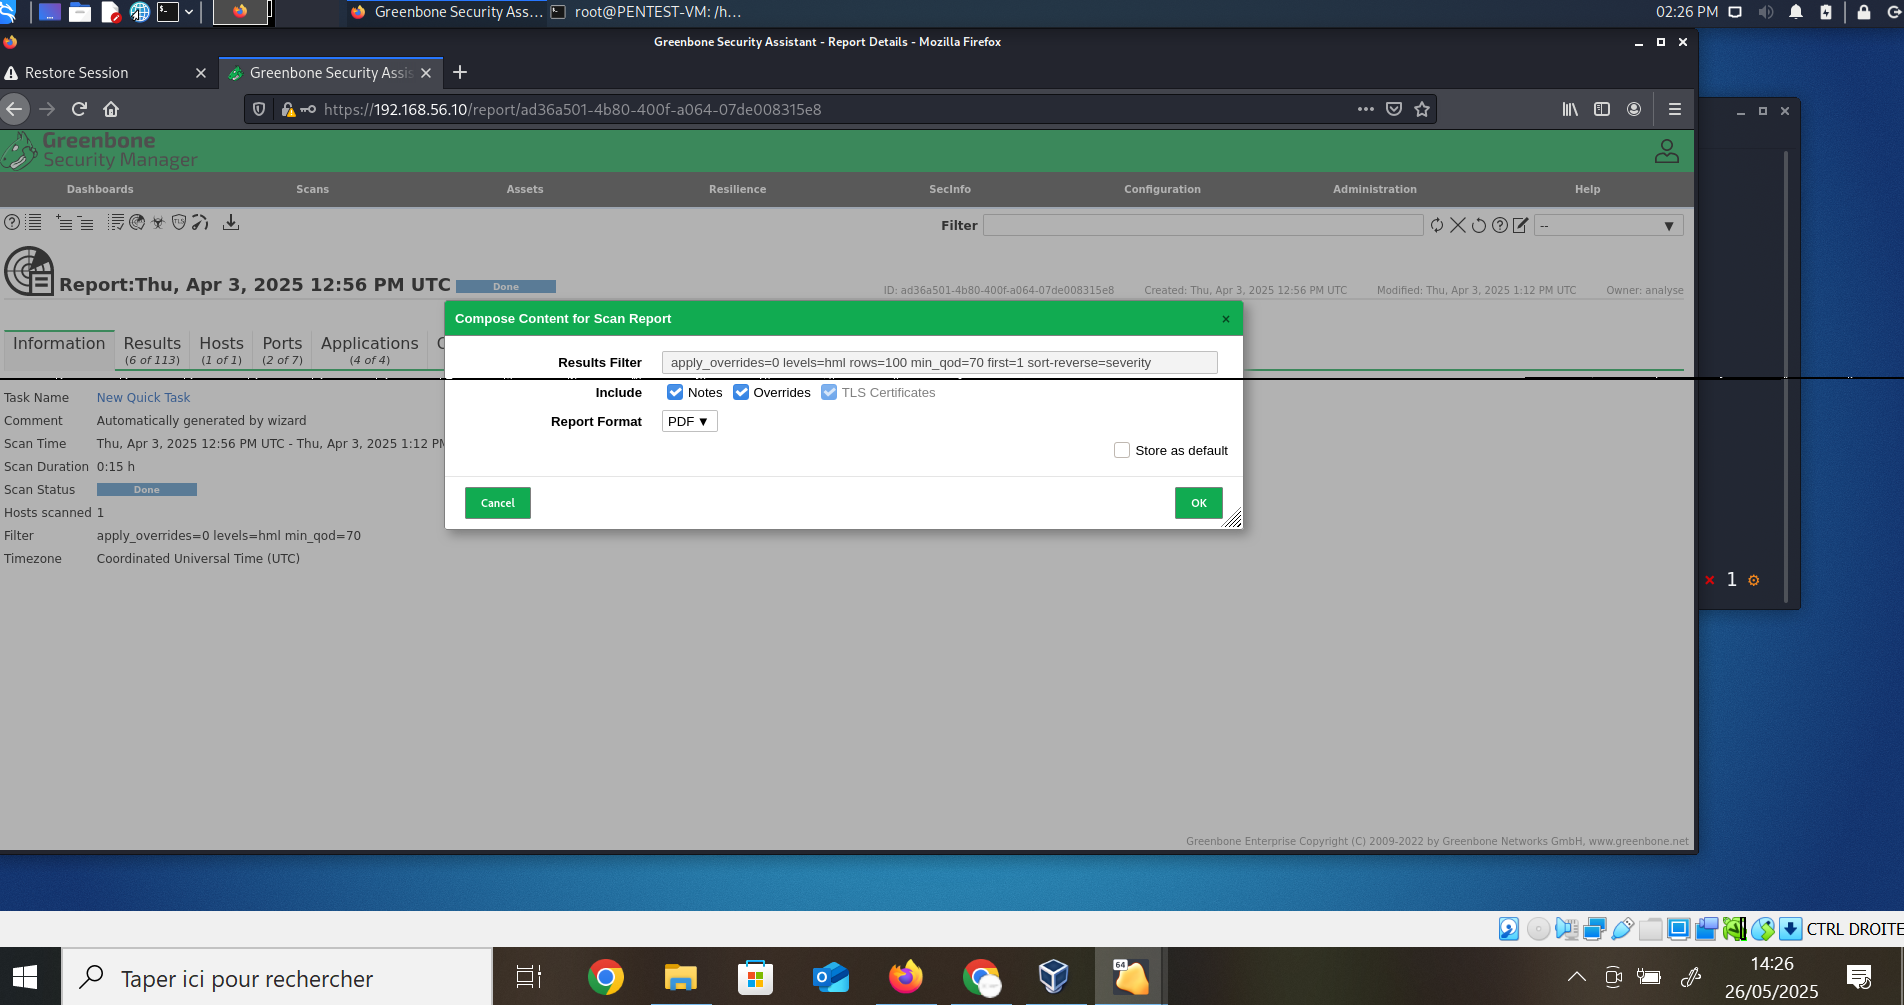 Greenbone Security Ass...
root@PENTEST-VM: /h...
02:26 PM
Greenbone Security Assistant - Report Details - Mozilla Firefox
Restore Session
Greenbone Security Assis
https://192.168.56.10/report/ad36a501-4b80-400f-a064-07de008315e8
Greenbone
Security Manager
Dashboards
Scans
Assets
Resilience
SecInfo
Configuration
Administration
Help
Filter
--
Report:Thu, Apr 3, 2025 12:56 PM UTC
Done
ID: ad36a501-4b80-400f-a064-07de008315e8
Created: Thu, Apr 3, 2025 12:56 PM UTC
Modified: Thu, Apr 3, 2025 1:12 PM UTC
Owner: analyse
Information
Results
(6 of 113)
Hosts
(1 of 1)
Ports
(2 of 7)
Applications
(4 of 4)
Compose Content for Scan Report
Results Filter
apply_overrides=0 levels=hml rows=100 min_qod=70 first=1 sort-reverse=severity
Include
Notes
Overrides
TLS Certificates
Report Format
PDF ▼
Store as default
Cancel
OK
Task Name New Quick Task
Comment Automatically generated by wizard
Scan Time Thu, Apr 3, 2025 12:56 PM UTC - Thu, Apr 3, 2025 1:12 PM
Scan Duration 0:15 h
Scan Status Done
Hosts scanned 1
Filter apply_overrides=0 levels=hml min_qod=70
Timezone Coordinated Universal Time (UTC)
1
Greenbone Enterprise Copyright (C) 2009-2022 by Greenbone Networks GmbH, www.greenbone.net
CTRL DROITE
Taper ici pour rechercher
64
14:26
26/05/2025